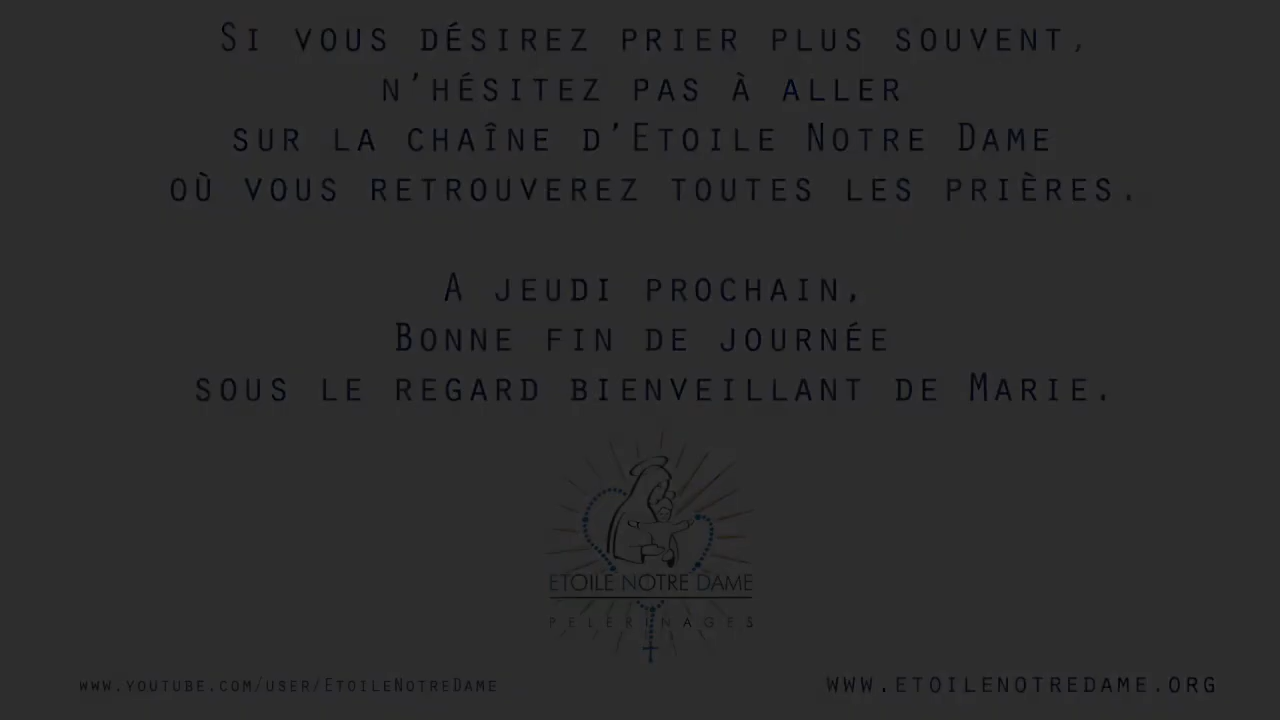 Si vous désirez prier plus souvent,
n'hésitez pas à aller
sur la chaîne d'Etoile Notre Dame
où vous retrouverez toutes les prières.
A jeudi prochain,
Bonne fin de journée
sous le regard bienveillant de Marie.
ETOILE NOTRE DAME
PELERINAGES
www.youtube.com/user/EtoileNotreDame
www.etoilenotredame.org